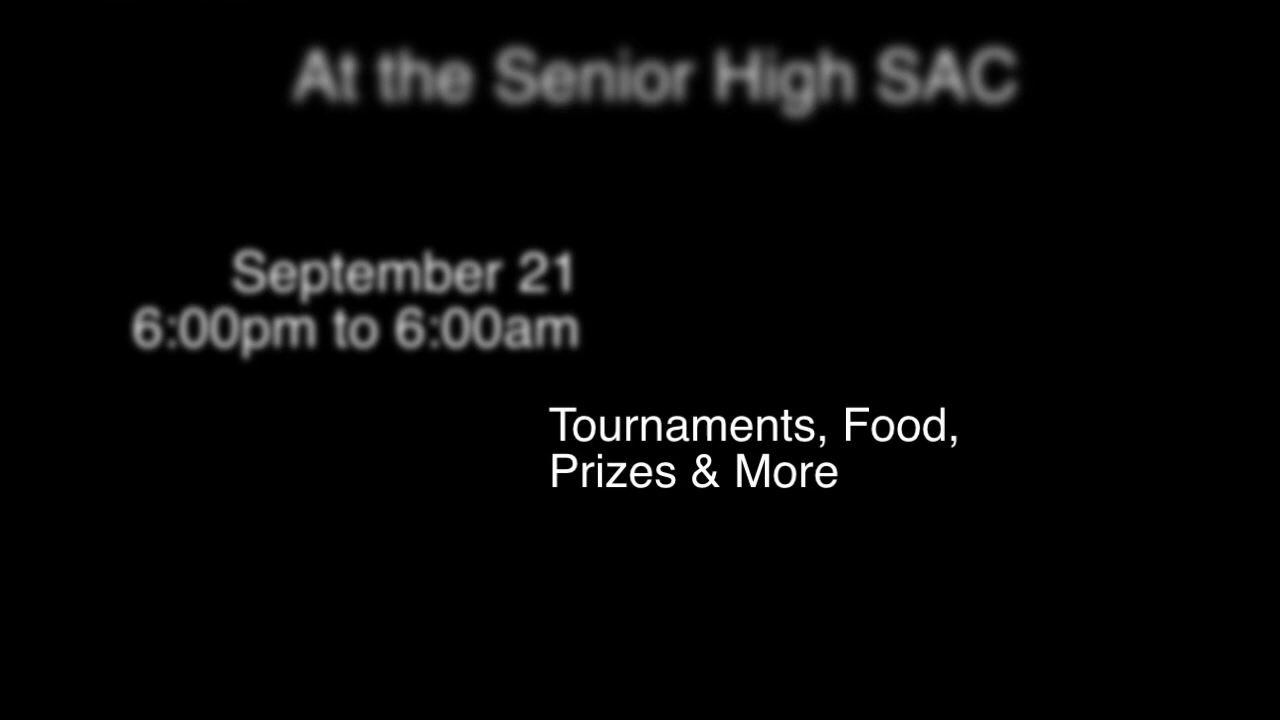 At the Senior High SAC
September 21
6:00pm to 6:00am
Tournaments, Food,
Prizes & More